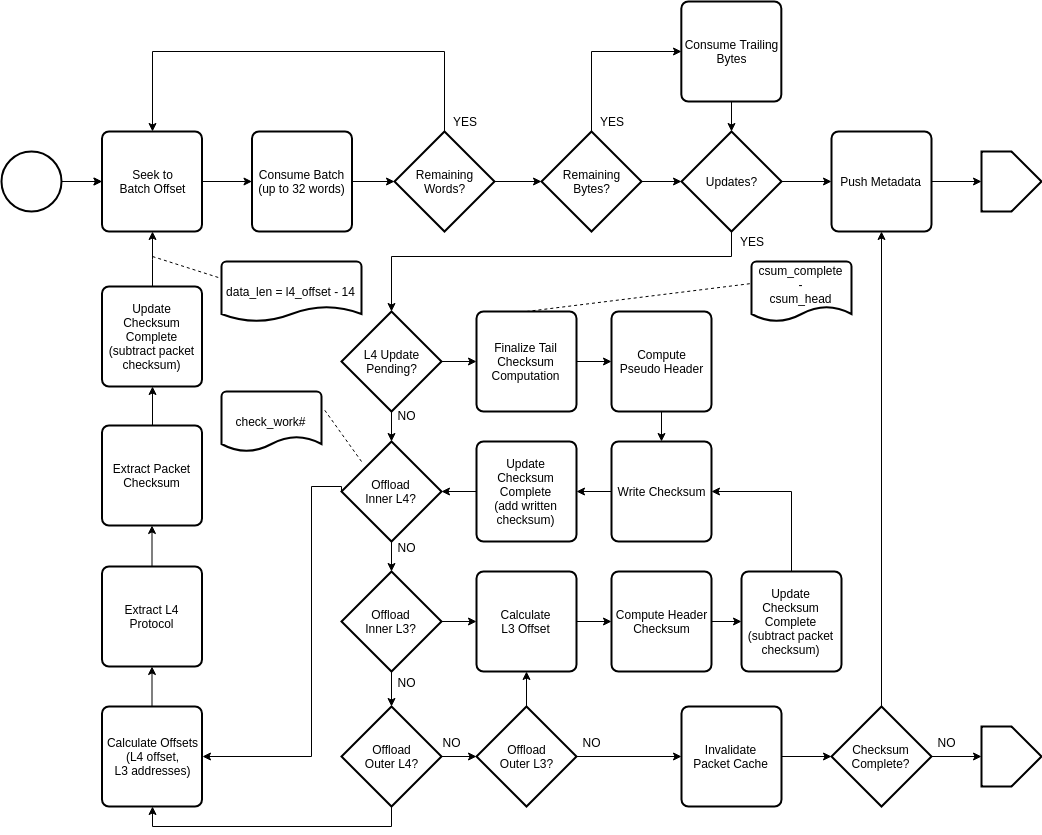 Consume Trailing
Bytes
YES
YES
Seek to
Batch Offset
Consume Batch
(up to 32 words)
Remaining
Words?
Remaining
Bytes?
Updates?
Push Metadata
YES
data_len = l4_offset - 14
csum_complete
-
csum_head
Update
Checksum
Complete
(subtract packet
checksum)
L4 Update
Pending?
Finalize Tail
Checksum
Computation
Compute
Pseudo Header
NO
check_work#
Extract Packet
Checksum
Offload
Inner L4?
Update
Checksum
Complete
(add written
checksum)
Write Checksum
NO
Extract L4
Protocol
Offload
Inner L3?
Calculate
L3 Offset
Compute Header
Checksum
Update
Checksum
Complete
(subtract packet
checksum)
NO
Calculate Offsets
(L4 offset,
L3 addresses)
Offload
Outer L4?
NO
Offload
Outer L3?
NO
Invalidate
Packet Cache
Checksum
Complete?
NO